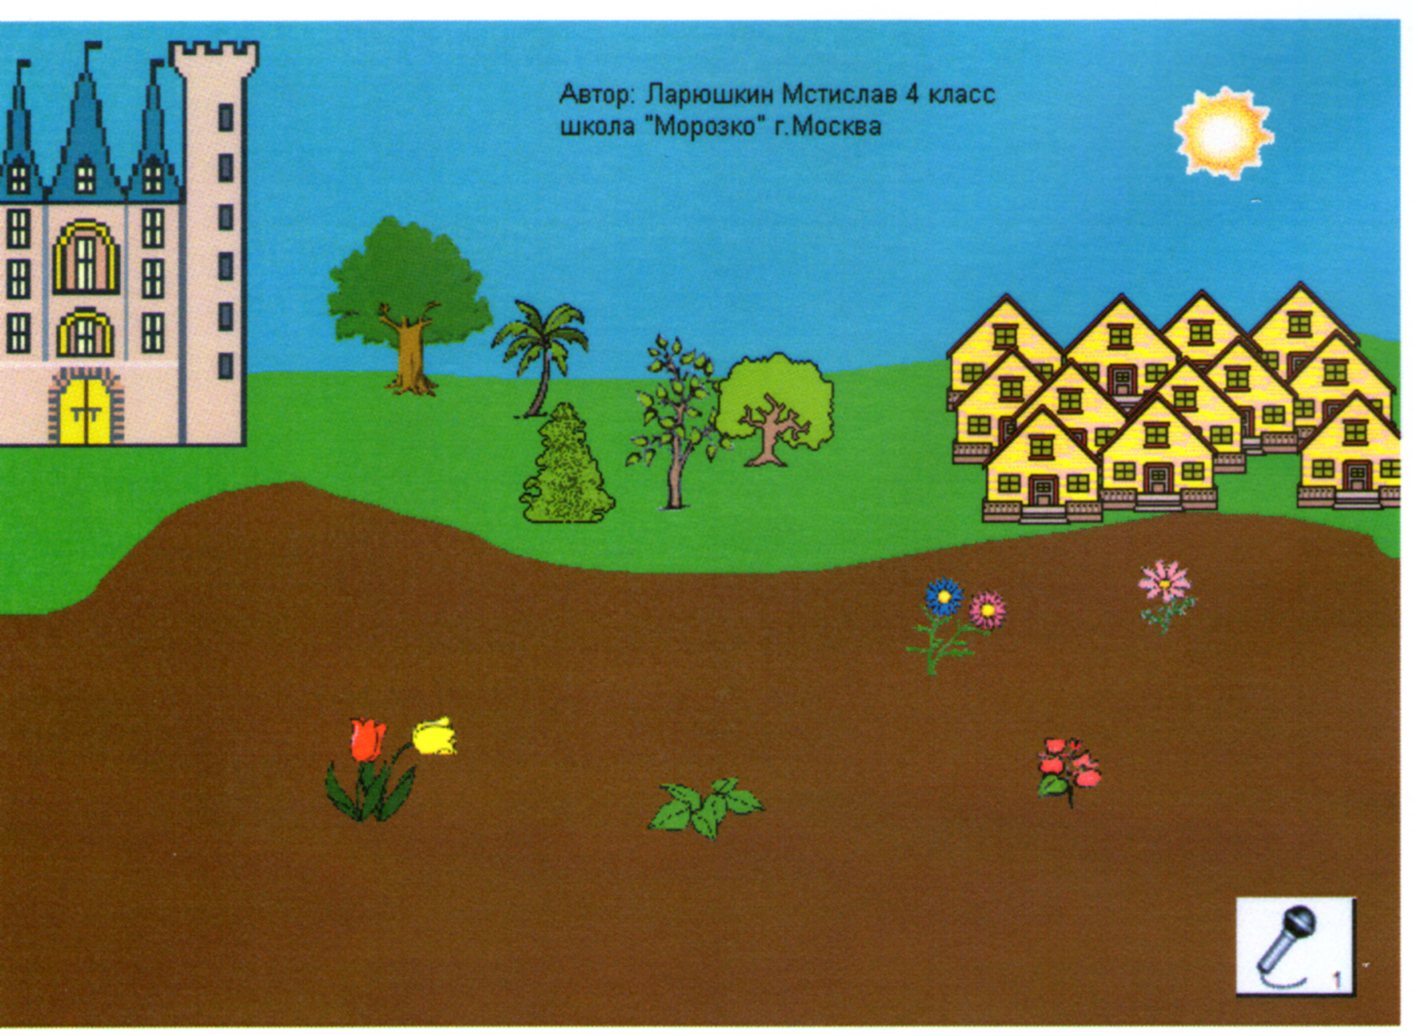 Автор: Ларюшкин Мстислав 4 класс
школа "Морозко" г.Москва
1